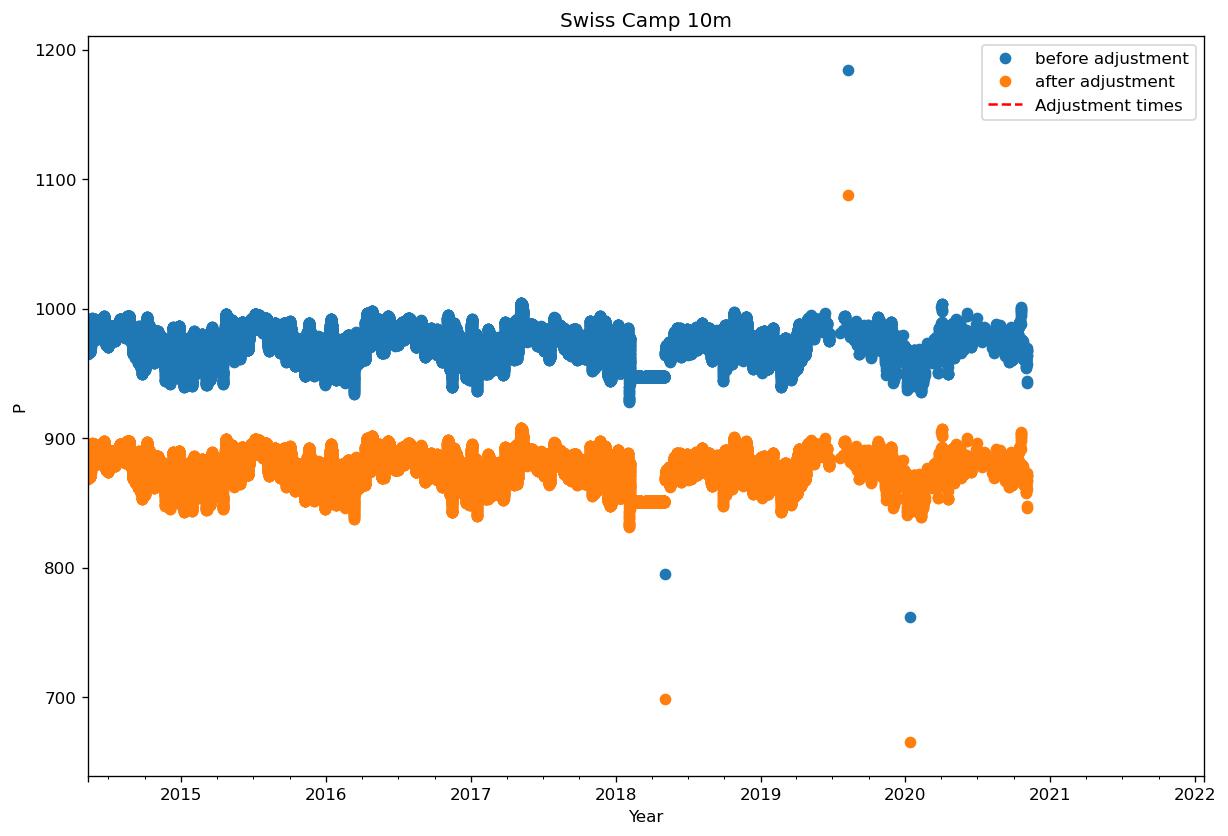 Swiss Camp 10m
before adjustment
after adjustment
Adjustment times
P
1200
1100
1000
900
800
700
2015 2016 2017 2018 2019 2020 2021 2022
Year